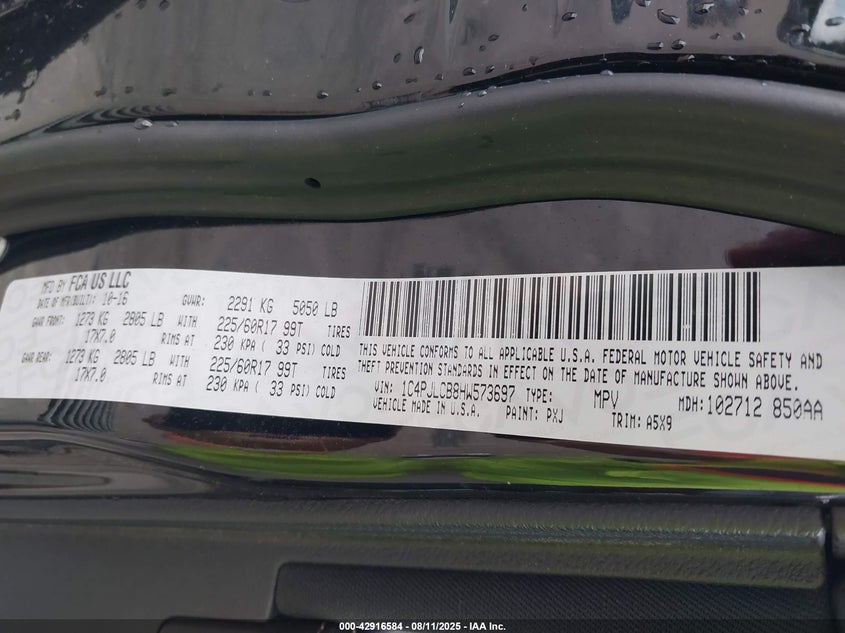 MFD BY FCA US LLC
DATE OF MFR(BUILT): 10-16 GVWR: 2291 KG 5050 LB
GAWR FRONT: 1273 KG 2805 LB WITH 225/60R17 99T TIRES
17X7.0 RIMS AT 230 KPA ( 33 PSI) COLD
GAWR REAR: 1273 KG 2805 LB WITH 225/60R17 99T TIRES
17X7.0 RIMS AT 230 KPA ( 33 PSI) COLD
THIS VEHICLE CONFORMS TO ALL APPLICABLE U.S.A. FEDERAL MOTOR VEHICLE SAFETY AND
THEFT PREVENTION STANDARDS IN EFFECT ON THE DATE OF MANUFACTURE SHOWN ABOVE.
VIN: 1C4PJLCB8HW573697 TYPE: MPV MDH:102712 850AA
VEHICLE MADE IN U.S.A. PAINT: PXJ TRIM: A5X9
000-42916584 - 08/11/2025 - IAA Inc.